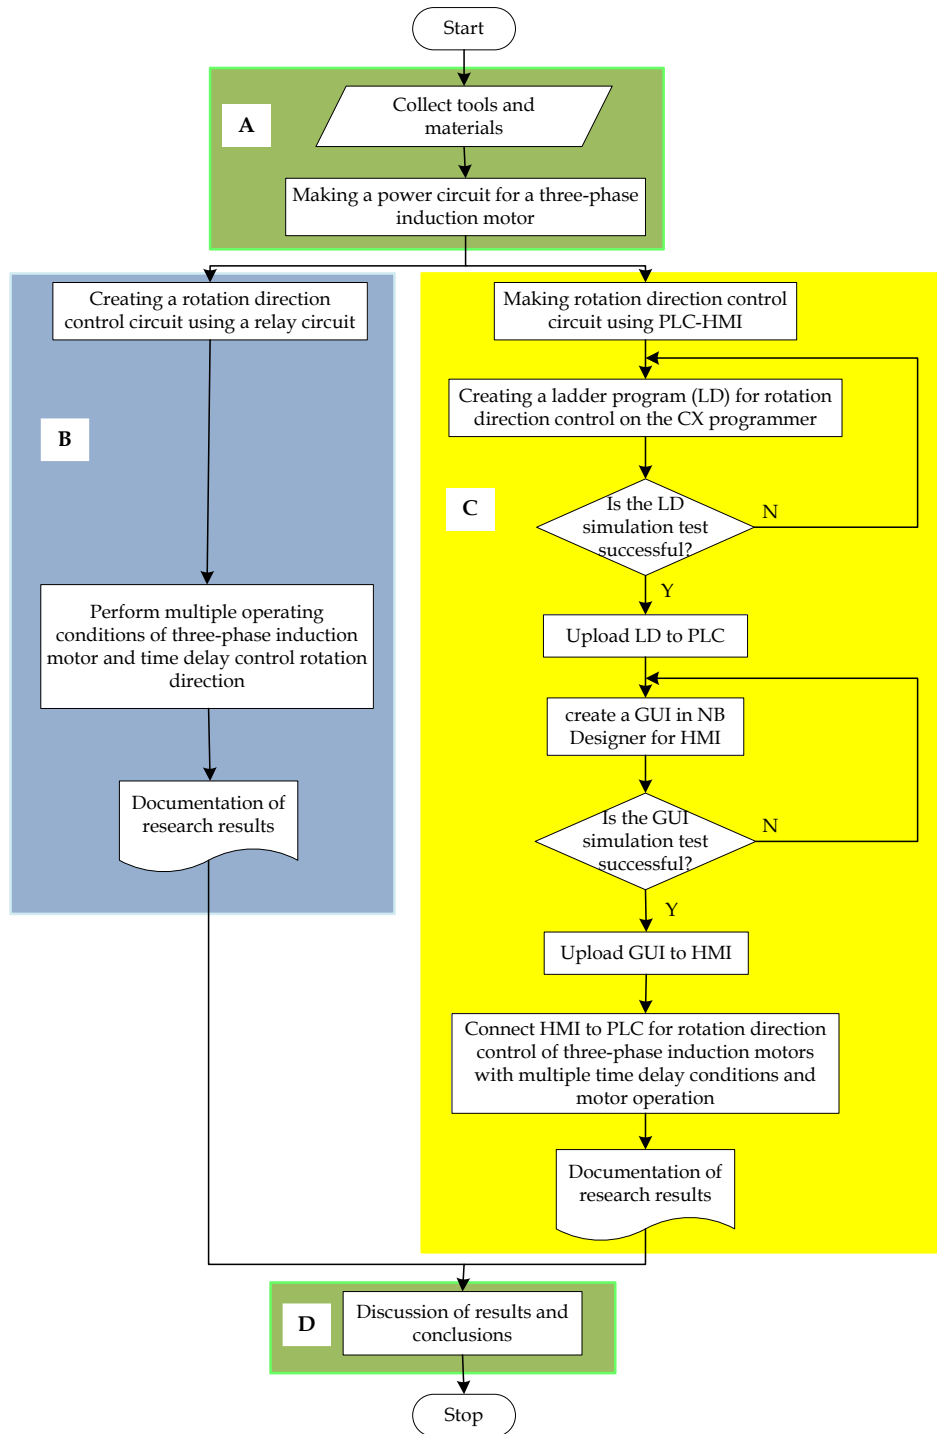 Start
A
Collect tools and
materials
Making a power circuit for a three-phase
induction motor
Creating a rotation direction
control circuit using a relay circuit
B
Perform multiple operating
conditions of three-phase induction
motor and time delay control rotation
direction
Documentation of
research results
Making rotation direction control
circuit using PLC-HMI
Creating a ladder program (LD) for rotation
direction control on the CX programmer
C
Is the LD
simulation test
successful?
N
Y
Upload LD to PLC
create a GUI in NB
Designer for HMI
Is the GUI
simulation test
successful?
N
Y
Upload GUI to HMI
Connect HMI to PLC for rotation direction
control of three-phase induction motors
with multiple time delay conditions and
motor operation
Documentation of
research results
D
Discussion of results and
conclusions
Stop